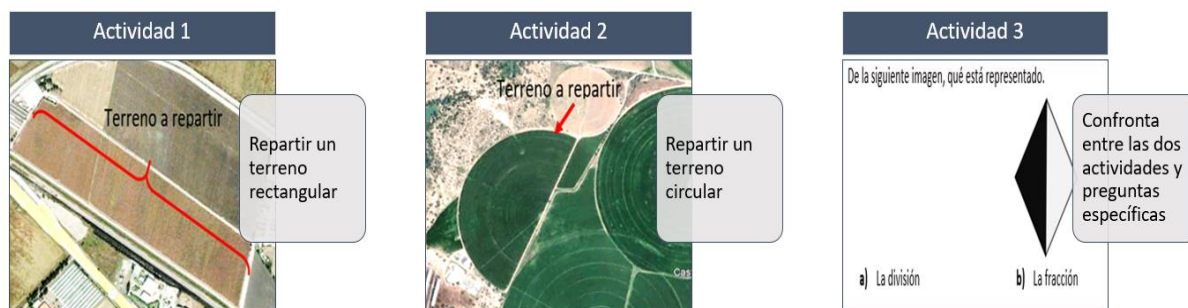 Actividad 1
Terreno a repartir
Repartir un
terreno
rectangular
Actividad 2
Terreno a repartir
Repartir un
terreno
circular
Cas
Actividad 3
De la siguiente imagen, qué está representado.
Confronta
entre las dos
actividades y
preguntas
específicas
a) La división
b) La fracción